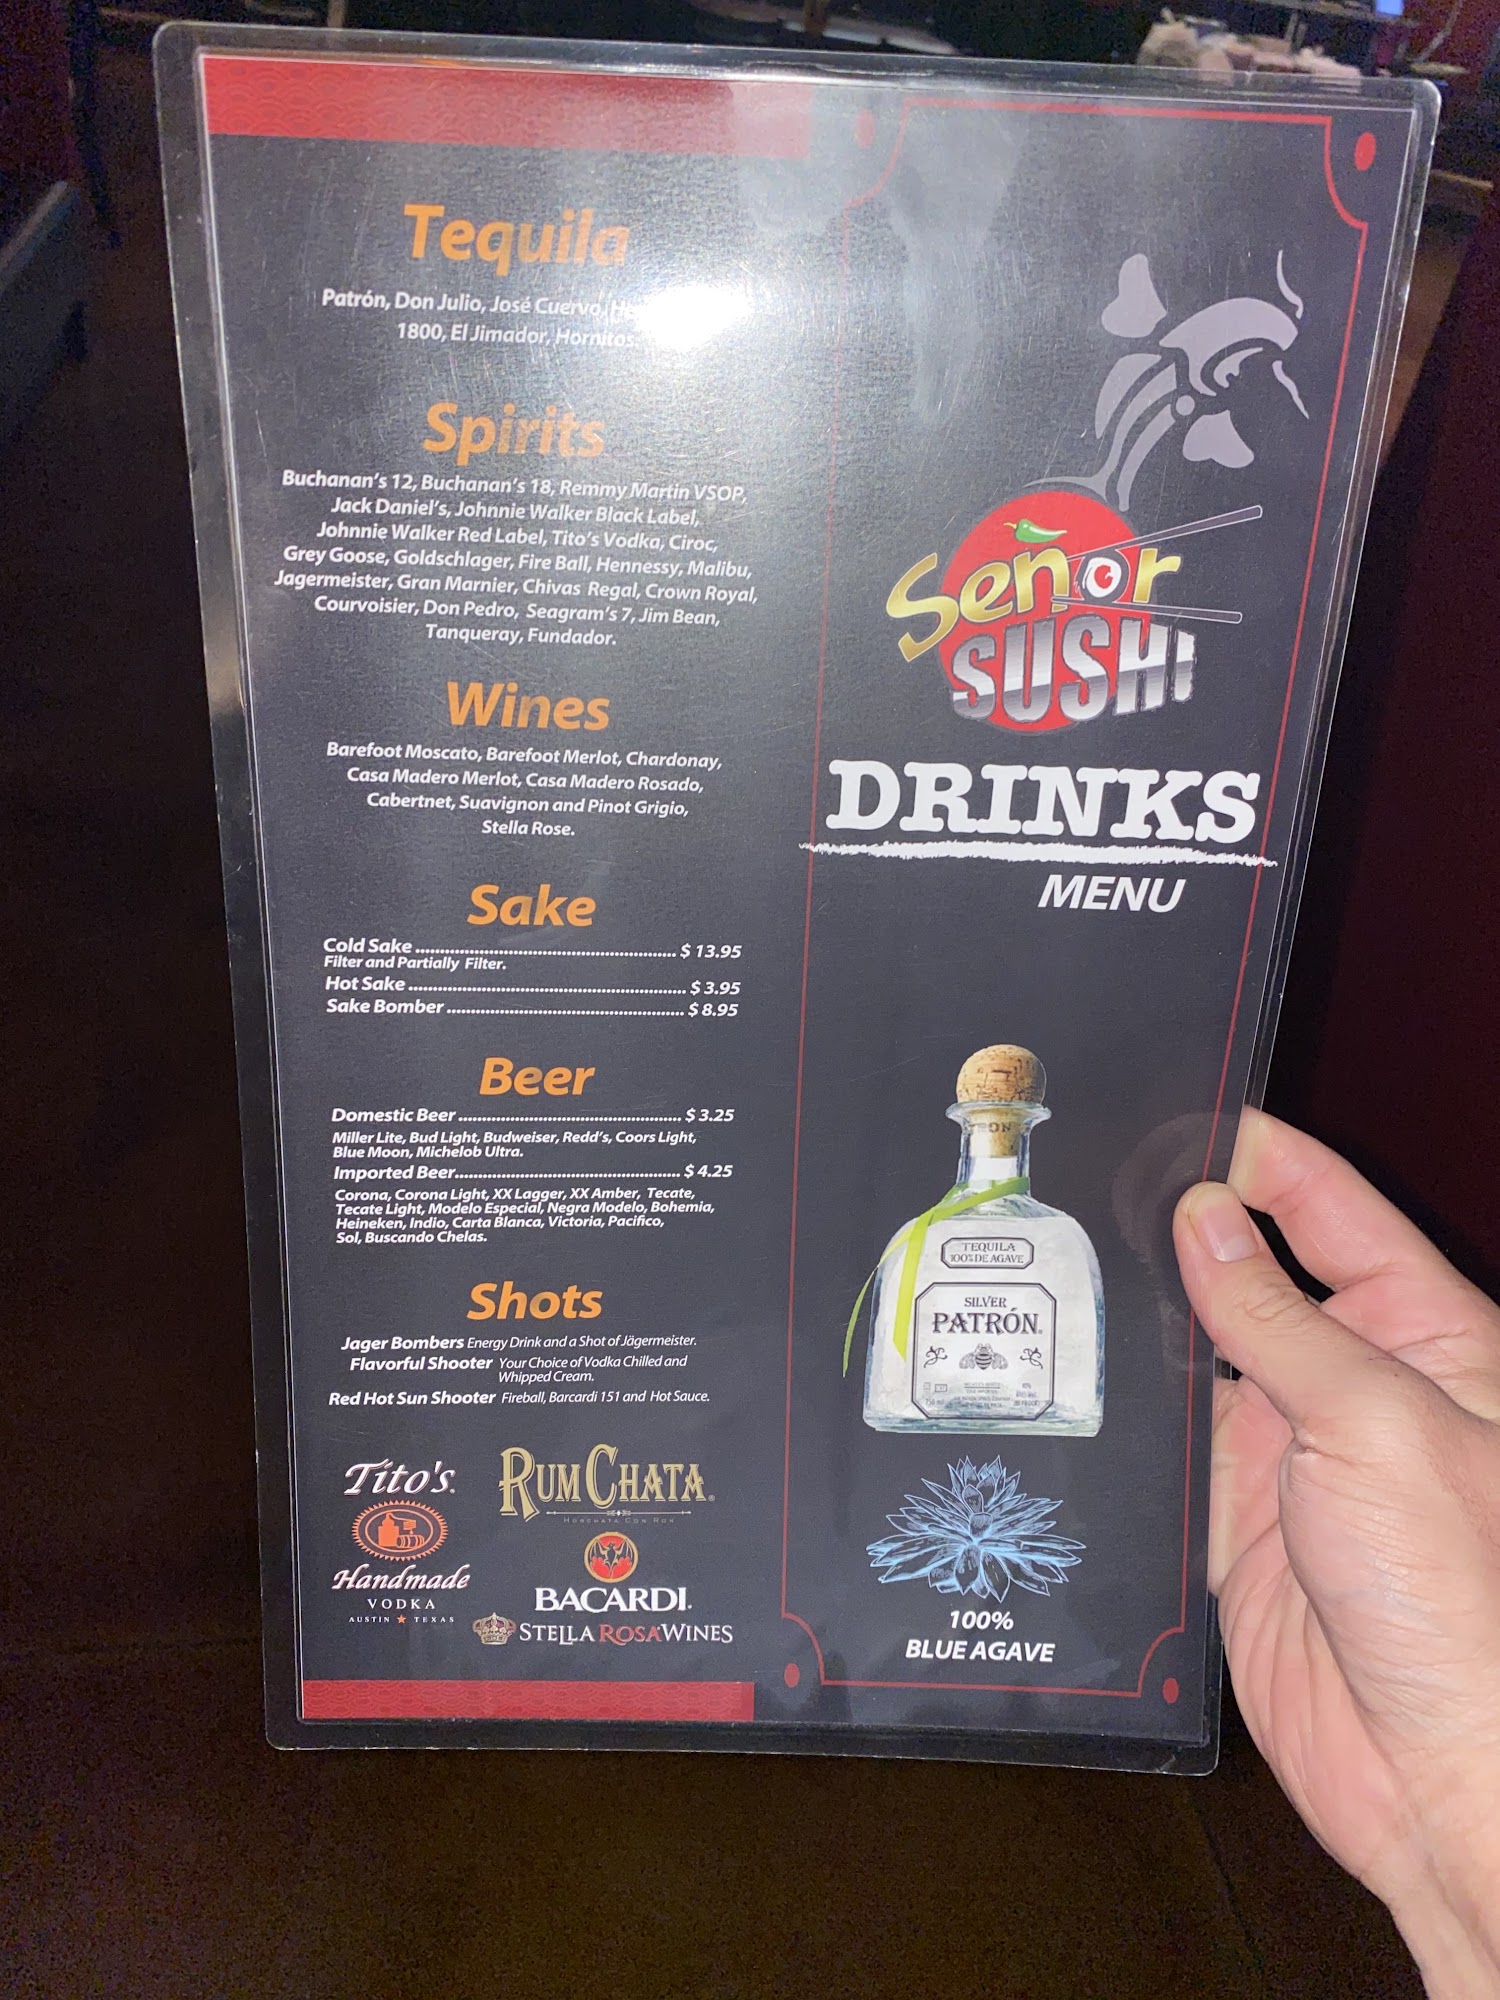 Tequila
Patrón, Don Julio, José Cuervo,
1800, El Jimador, Hornitos.
Spirits
Buchanan's 12, Buchanan's 18, Remmy Martin VSOP,
Jack Daniel's, Johnnie Walker Black Label,
Johnnie Walker Red Label, Tito's Vodka, Ciroc,
Grey Goose, Goldschlager, Fire Ball, Hennessy, Malibu,
Jagermeister, Gran Marnier, Chivas Regal, Crown Royal,
Courvoisier, Don Pedro, Seagram's 7, Jim Bean,
Tanqueray, Fundador.
Wines
Barefoot Moscato, Barefoot Merlot, Chardonay,
Casa Madero Merlot, Casa Madero Rosado,
Cabertnet, Suavignon and Pinot Grigio,
Stella Rose.
Sake
Cold Sake ........ $ 13.95
Filter and Partially Filter.
Hot Sake ........ $ 3.95
Sake Bomber ........ $ 8.95
Beer
Domestic Beer ........ $ 3.25
Miller Lite, Bud Light, Budweiser, Redd's, Coors Light,
Blue Moon, Michelob Ultra.
Imported Beer ........ $ 4.25
Corona, Corona Light, XX Lagger, XX Amber, Tecate,
Tecate Light, Modelo Especial, Negra Modelo, Bohemia,
Heineken, Indio, Carta Blanca, Victoria, Pacifico,
Sol, Buscando Chelas.
Shots
Jager Bombers Energy Drink and a Shot of Jägermeister.
Flavorful Shooter Your Choice of Vodka Chilled and
Whipped Cream.
Red Hot Sun Shooter Fireball, Barcardi 151 and Hot Sauce.
Tito's
Handmade
VODKA
AUSTIN ★ TEXAS
RUMCHATA
HORCHATA CON RON
BACARDI
STELLA ROSA WINES
Señor
SUSHI
DRINKS
MENU
TEQUILA
100% DE AGAVE
SILVER
PATRÓN
100%
BLUE AGAVE